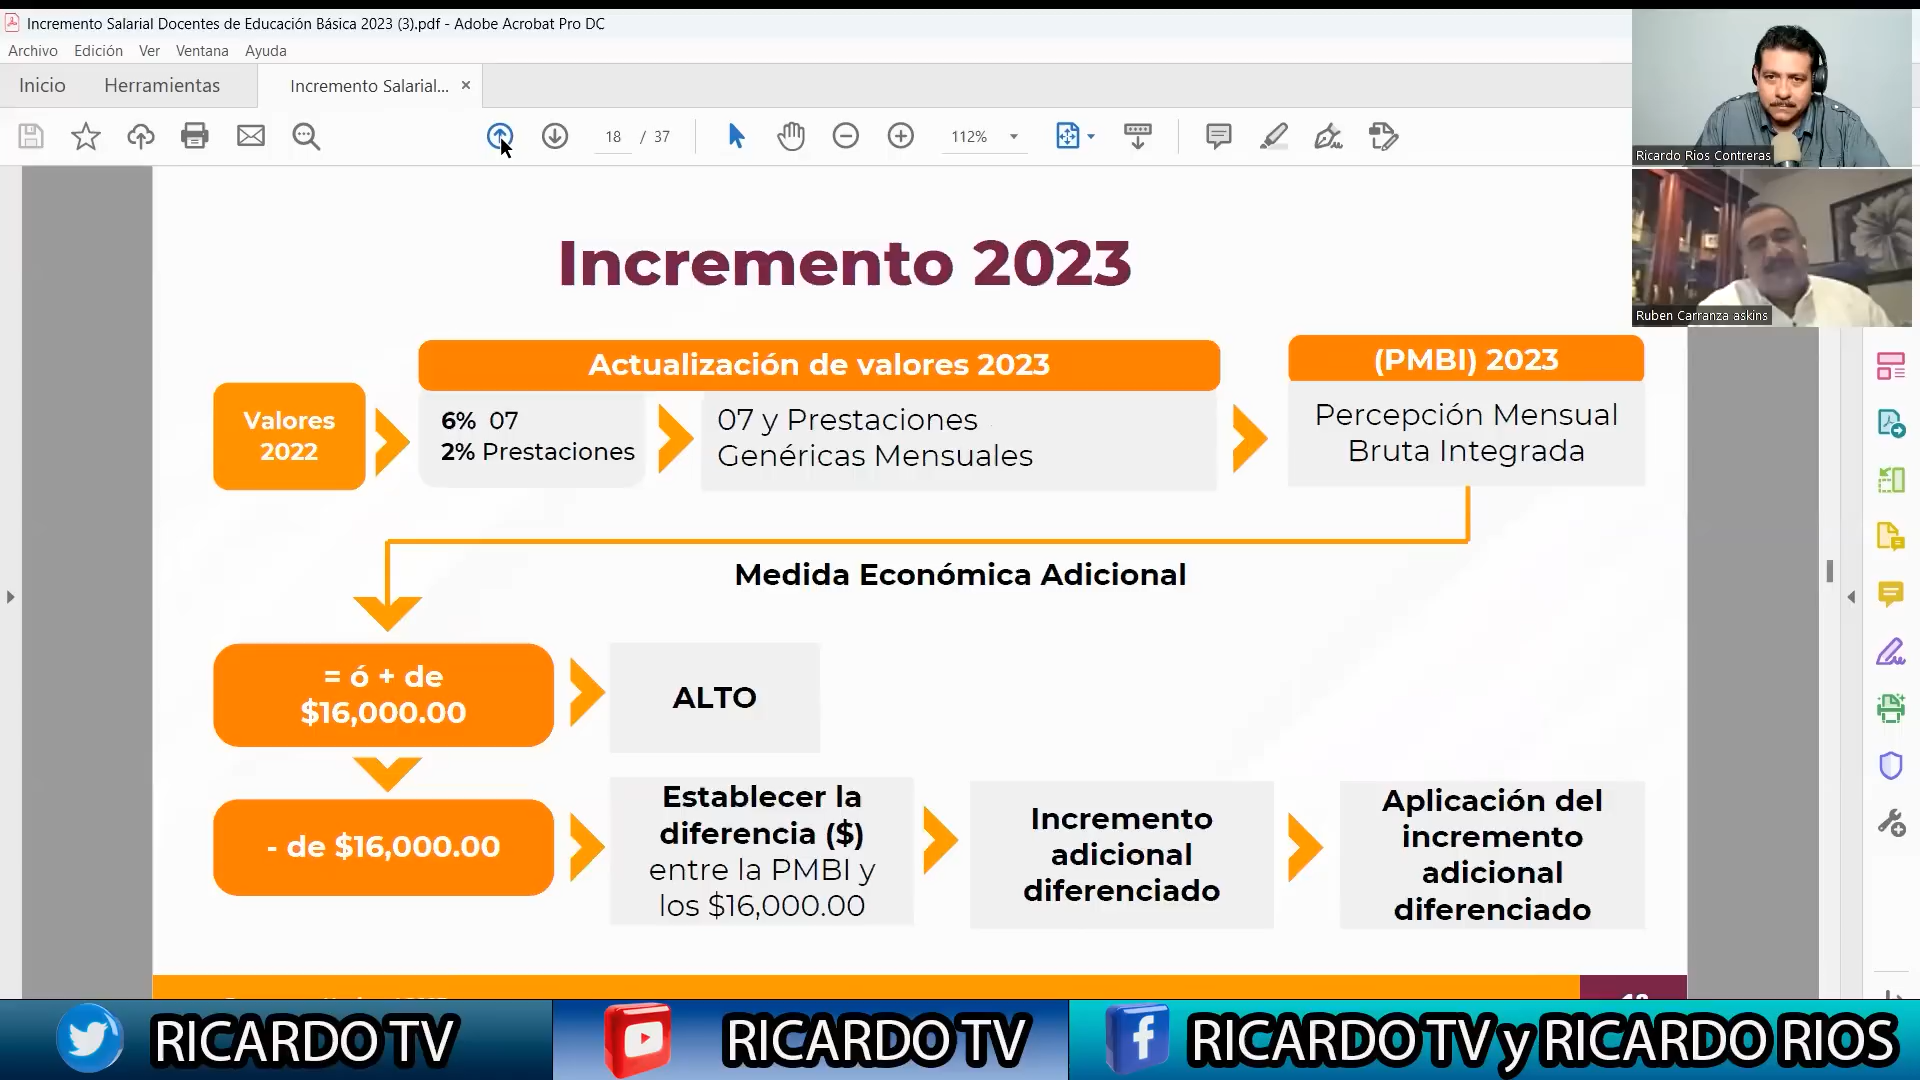 Incremento Salarial Docentes de Educación Básica 2023 (3).pdf - Adobe Acrobat Pro DC
Archivo Edición Ver Ventana Ayuda
Inicio Herramientas Incremento Salarial... ×
18 / 37 112%
Ricardo Rios Contreras
Ruben Carranza askins
Incremento 2023
Valores
2022
Actualización de valores 2023
6% 07
2% Prestaciones
07 y Prestaciones
Genéricas Mensuales
(PMBI) 2023
Percepción Mensual
Bruta Integrada
Medida Económica Adicional
= ó + de
$16,000.00
ALTO
- de $16,000.00
Establecer la
diferencia ($)
entre la PMBI y
los $16,000.00
Incremento
adicional
diferenciado
Aplicación del
incremento
adicional
diferenciado
RICARDO TV
RICARDO TV
RICARDO TV y RICARDO RIOS